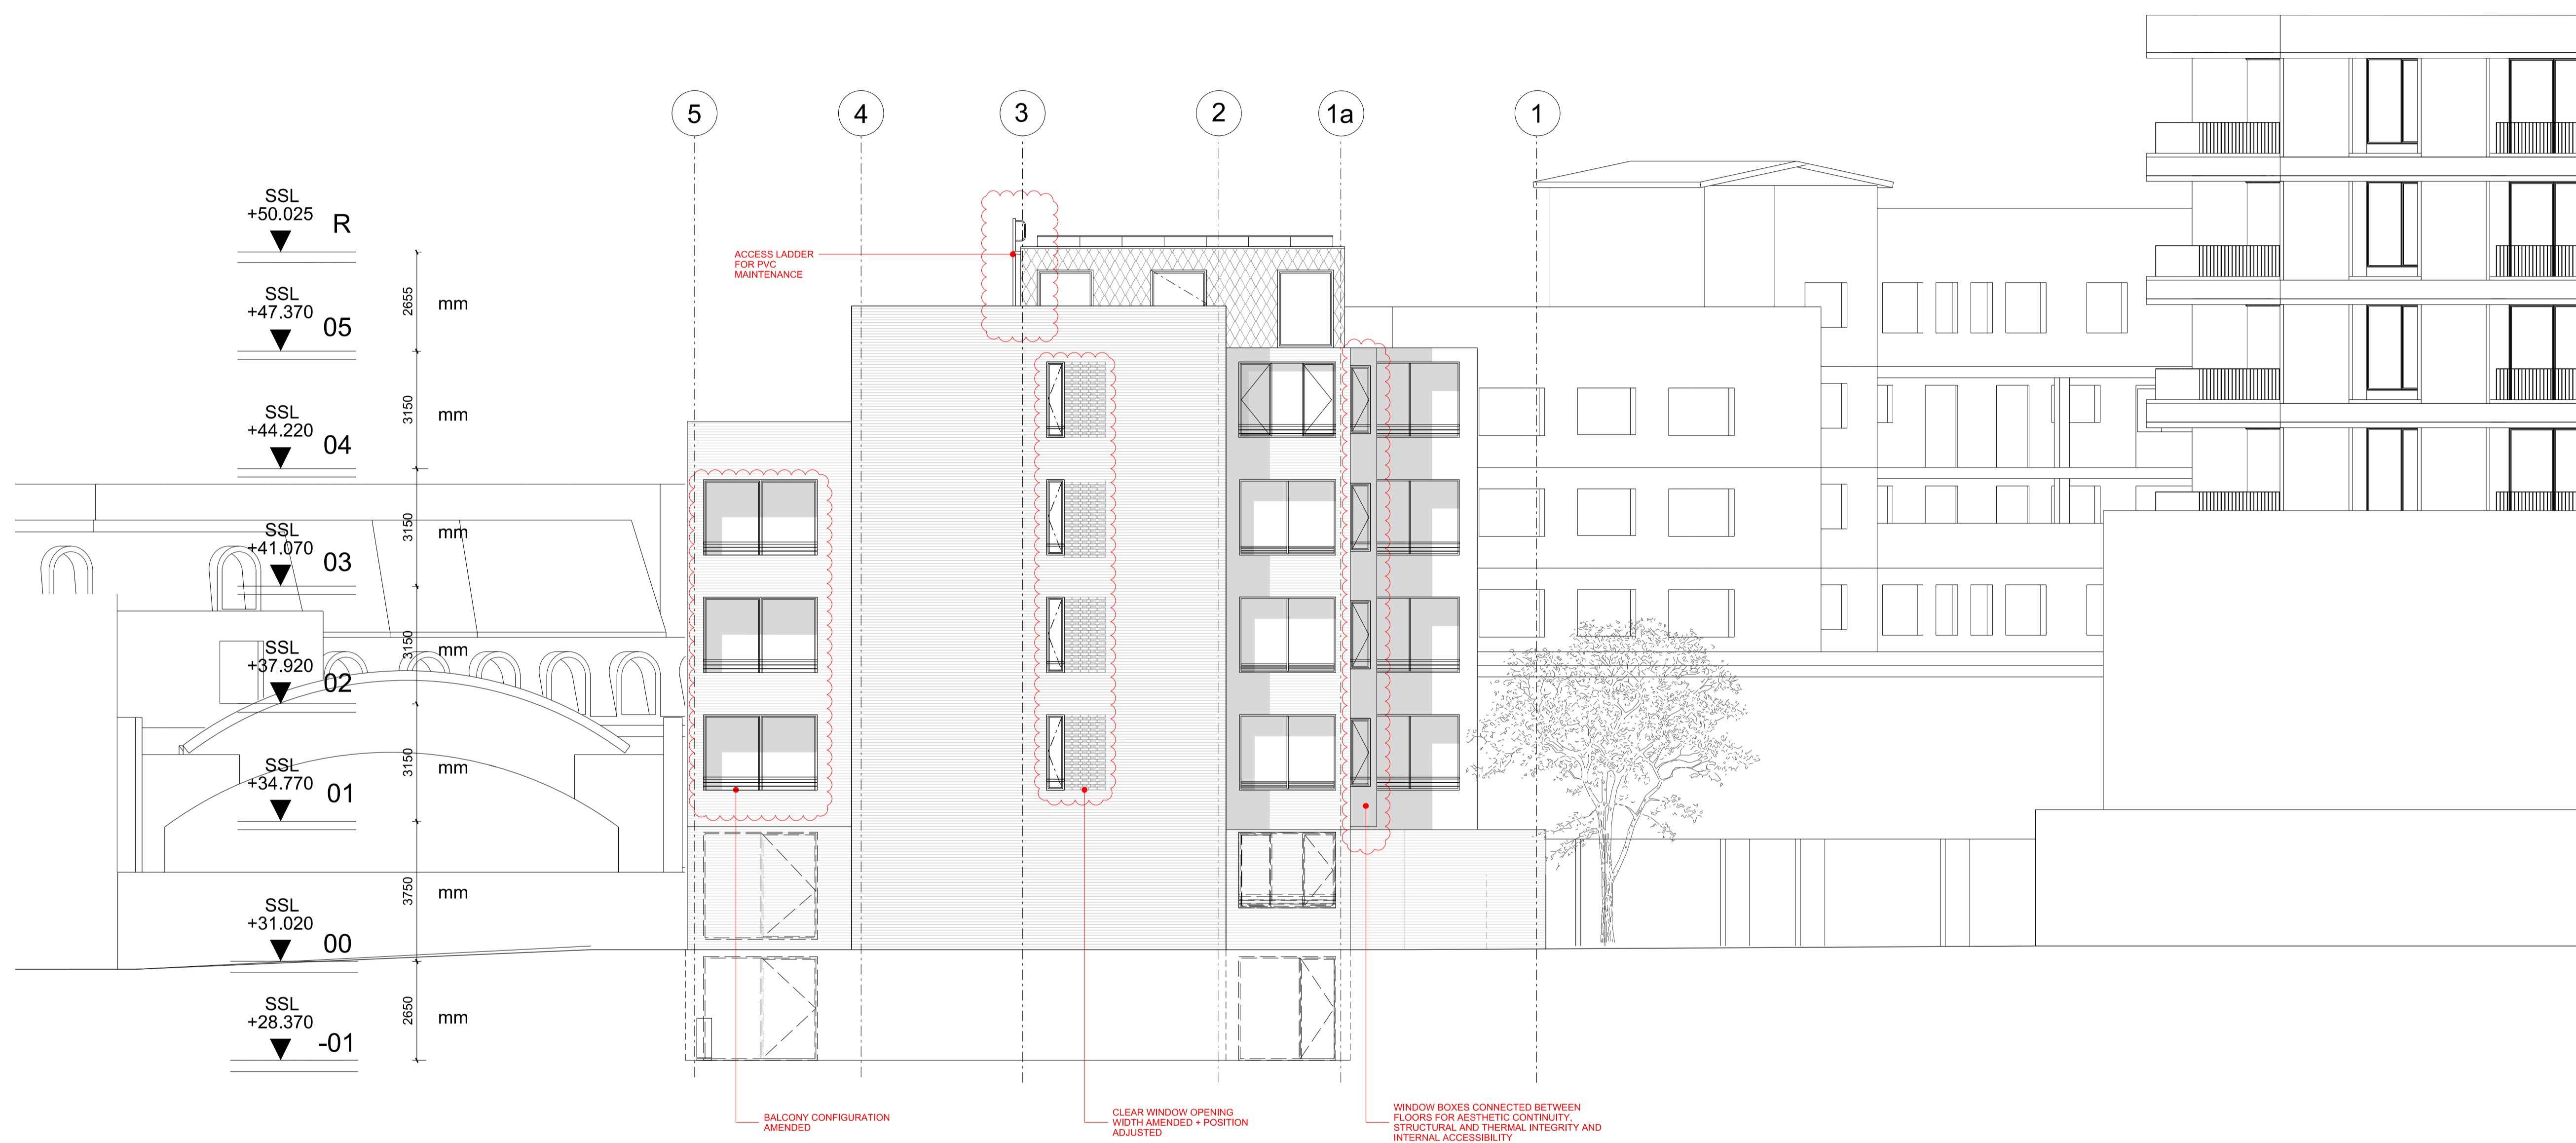 5
4
3
2
1a
1
SSL
+50.025
R
2655
mm
SSL
+47.370
05
3150
mm
SSL
+44.220
04
3150
mm
SSL
+41.070
03
3150
mm
SSL
+37.920
02
3150
mm
SSL
+34.770
01
3750
mm
SSL
+31.020
00
2650
mm
SSL
+28.370
-01
ACCESS LADDER
FOR PVC
MAINTENANCE
BALCONY CONFIGURATION
AMENDED
CLEAR WINDOW OPENING
WIDTH AMENDED + POSITION
ADJUSTED
WINDOW BOXES CONNECTED BETWEEN
FLOORS FOR AESTHETIC CONTINUITY,
STRUCTURAL AND THERMAL INTEGRITY AND
INTERNAL ACCESSIBILITY